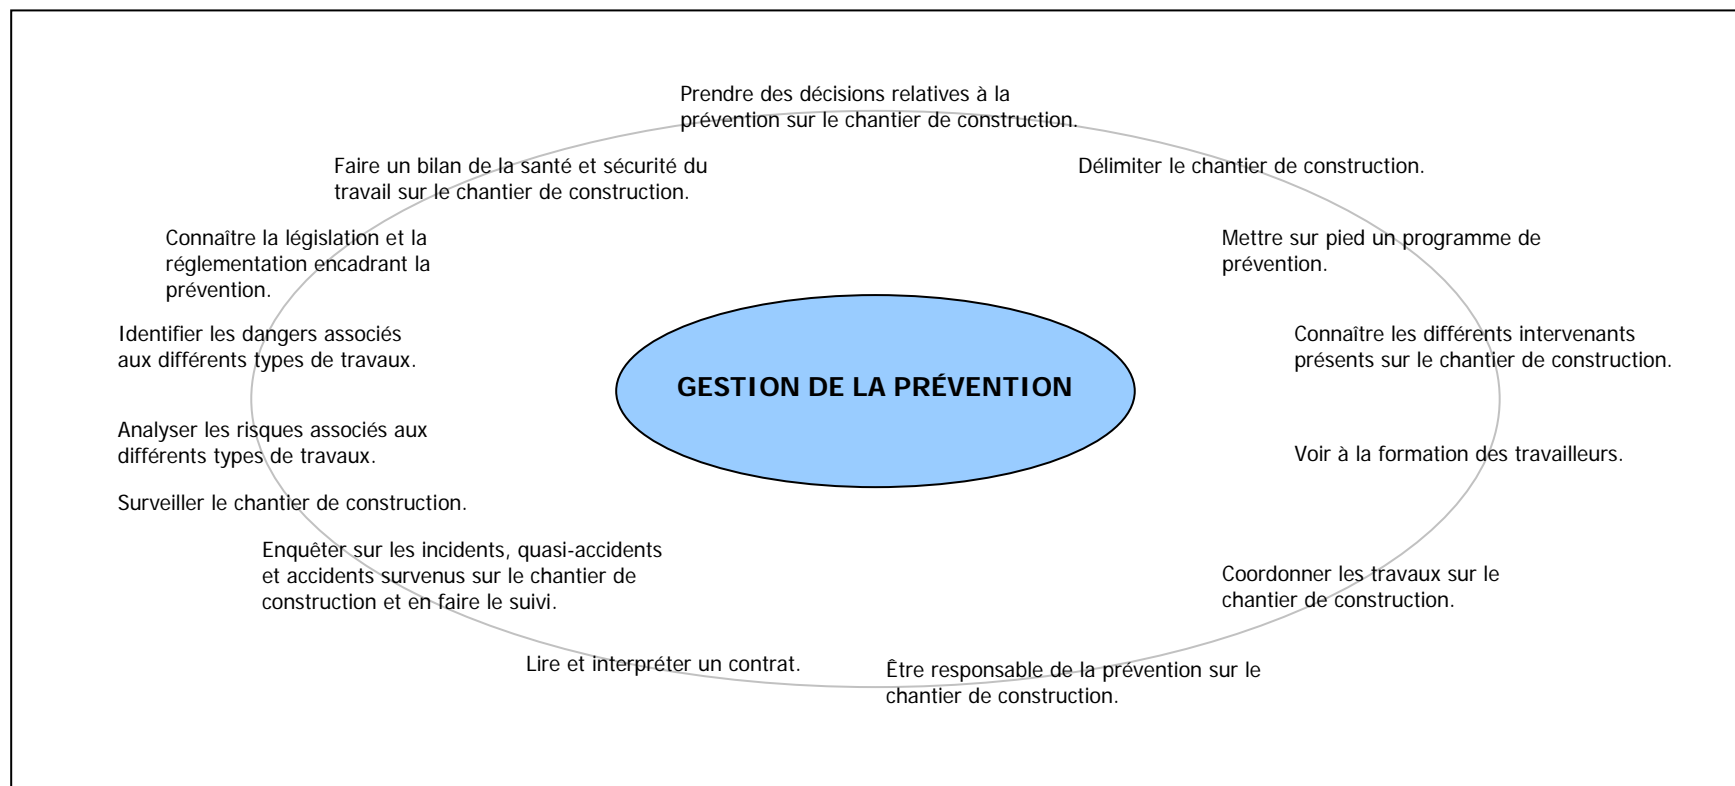 Prendre des décisions relatives à la
prévention sur le chantier de construction.
Faire un bilan de la santé et sécurité du
travail sur le chantier de construction.
Délimiter le chantier de construction.
Connaître la législation et la
réglementation encadrant la
prévention.
Mettre sur pied un programme de
prévention.
Identifier les dangers associés
aux différents types de travaux.
Connaître les différents intervenants
présents sur le chantier de construction.
GESTION DE LA PRÉVENTION
Analyser les risques associés aux
différents types de travaux.
Voir à la formation des travailleurs.
Surveiller le chantier de construction.
Enquêter sur les incidents, quasi-accidents
et accidents survenus sur le chantier de
construction et en faire le suivi.
Coordonner les travaux sur le
chantier de construction.
Lire et interpréter un contrat.
Être responsable de la prévention sur le
chantier de construction.